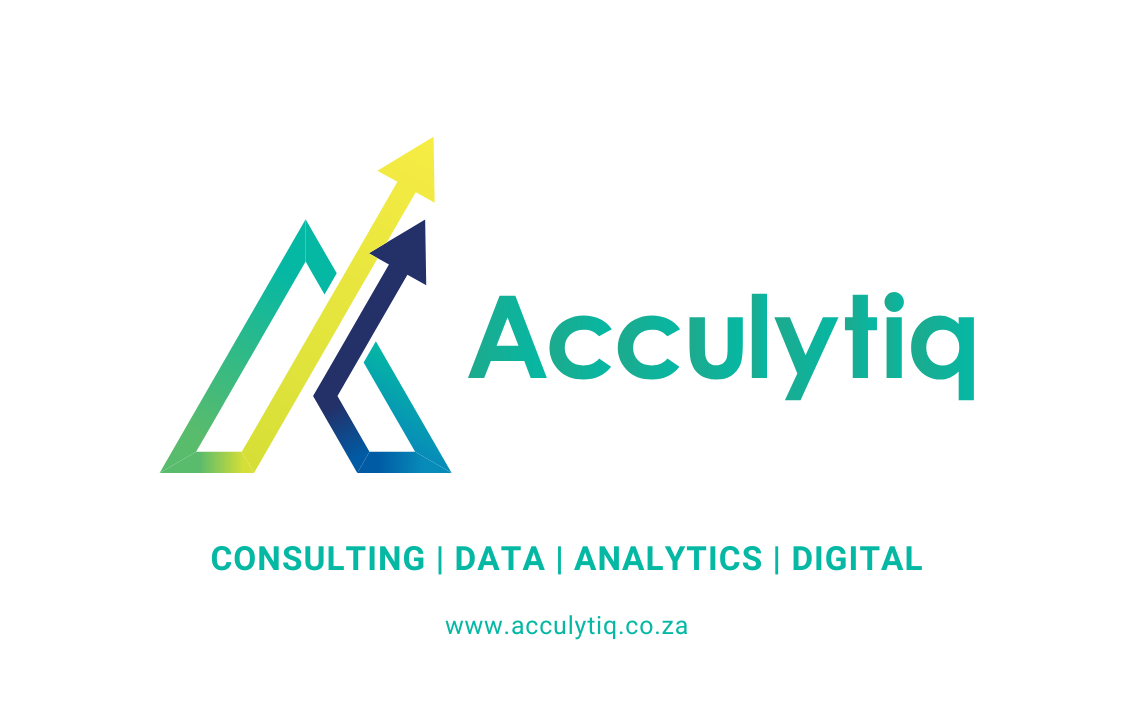 Acculytiq
CONSULTING | DATA | ANALYTICS | DIGITAL
www.acculytiq.co.za